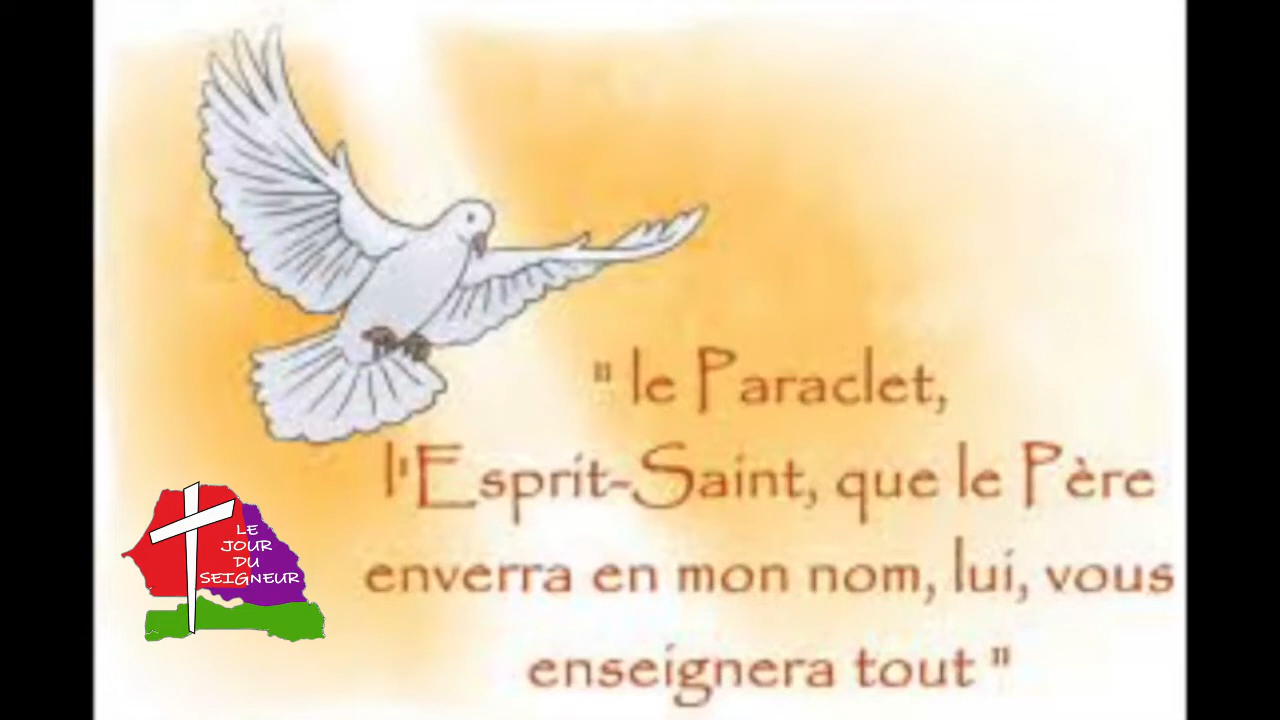 " le Paraclet,
l'Esprit-Saint, que le Père
enverra en mon nom, lui, vous
enseignera tout "
LE
JOUR
DU
SEIGNEUR